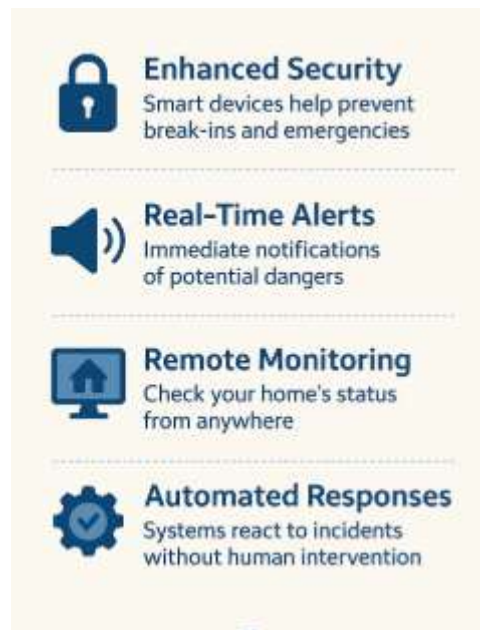 Enhanced Security
Smart devices help prevent
break-ins and emergencies
Real-Time Alerts
Immediate notifications
of potential dangers
Remote Monitoring
Check your home's status
from anywhere
Automated Responses
Systems react to incidents
without human intervention